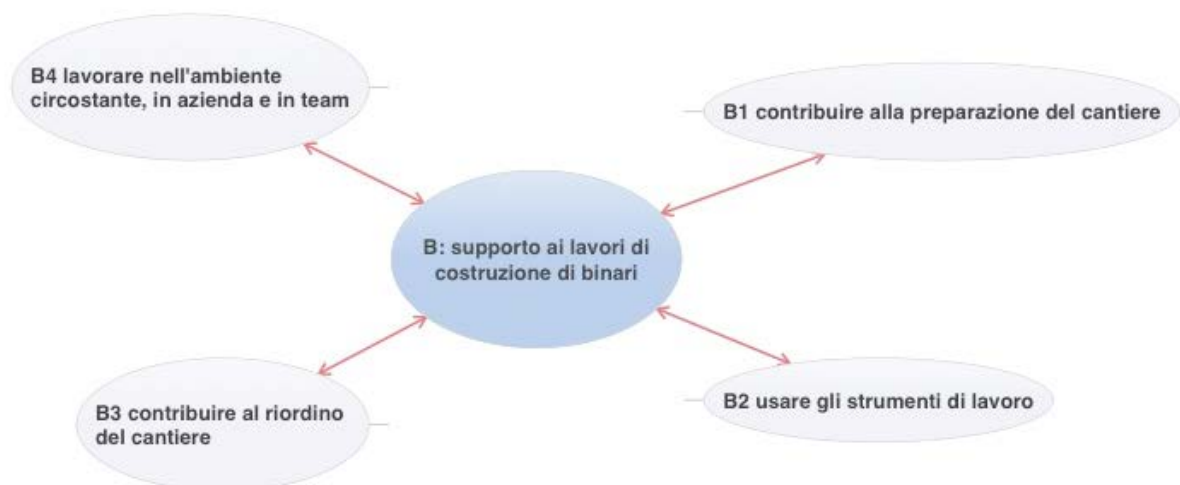 B4 lavorare nell'ambiente
circostante, in azienda e in team
B1 contribuire alla preparazione del cantiere
B: supporto ai lavori di
costruzione di binari
B3 contribuire al riordino
del cantiere
B2 usare gli strumenti di lavoro